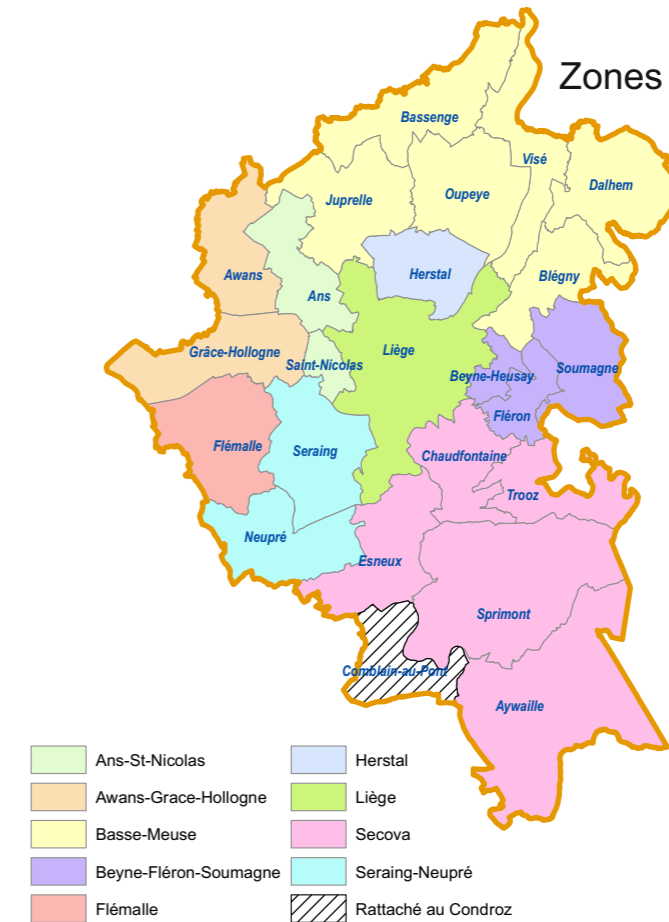 Zones
Bassenge
Visé
Dalhem
Juprelle
Oupeye
Awans
Herstal
Blégny
Ans
Grâce-Hollogne
Saint-Nicolas
Liège
Beyne-Heusay
Soumagne
Fléron
Flémalle
Seraing
Chaudfontaine
Trooz
Neupré
Esneux
Sprimont
Comblain-au-Pont
Aywaille
Ans-St-Nicolas
Awans-Grace-Hollogne
Basse-Meuse
Beyne-Fléron-Soumagne
Flémalle
Herstal
Liège
Secova
Seraing-Neupré
Rattaché au Condroz